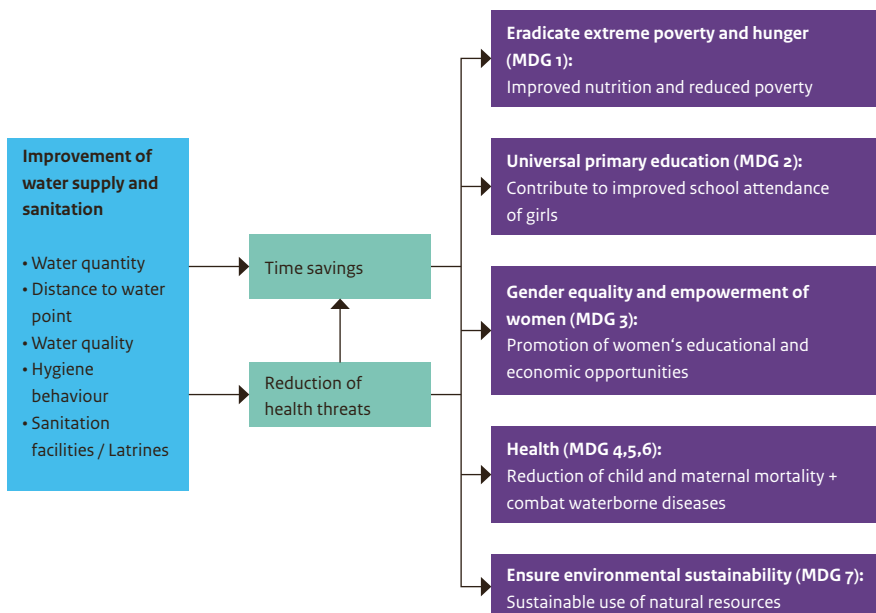 Improvement of
water supply and
sanitation
• Water quantity
• Distance to water
point
• Water quality
• Hygiene
behaviour
• Sanitation
facilities / Latrines
Time savings
Reduction of
health threats
Eradicate extreme poverty and hunger
(MDG 1):
Improved nutrition and reduced poverty
Universal primary education (MDG 2):
Contribute to improved school attendance
of girls
Gender equality and empowerment of
women (MDG 3):
Promotion of women‘s educational and
economic opportunities
Health (MDG 4,5,6):
Reduction of child and maternal mortality +
combat waterborne diseases
Ensure environmental sustainability (MDG 7):
Sustainable use of natural resources